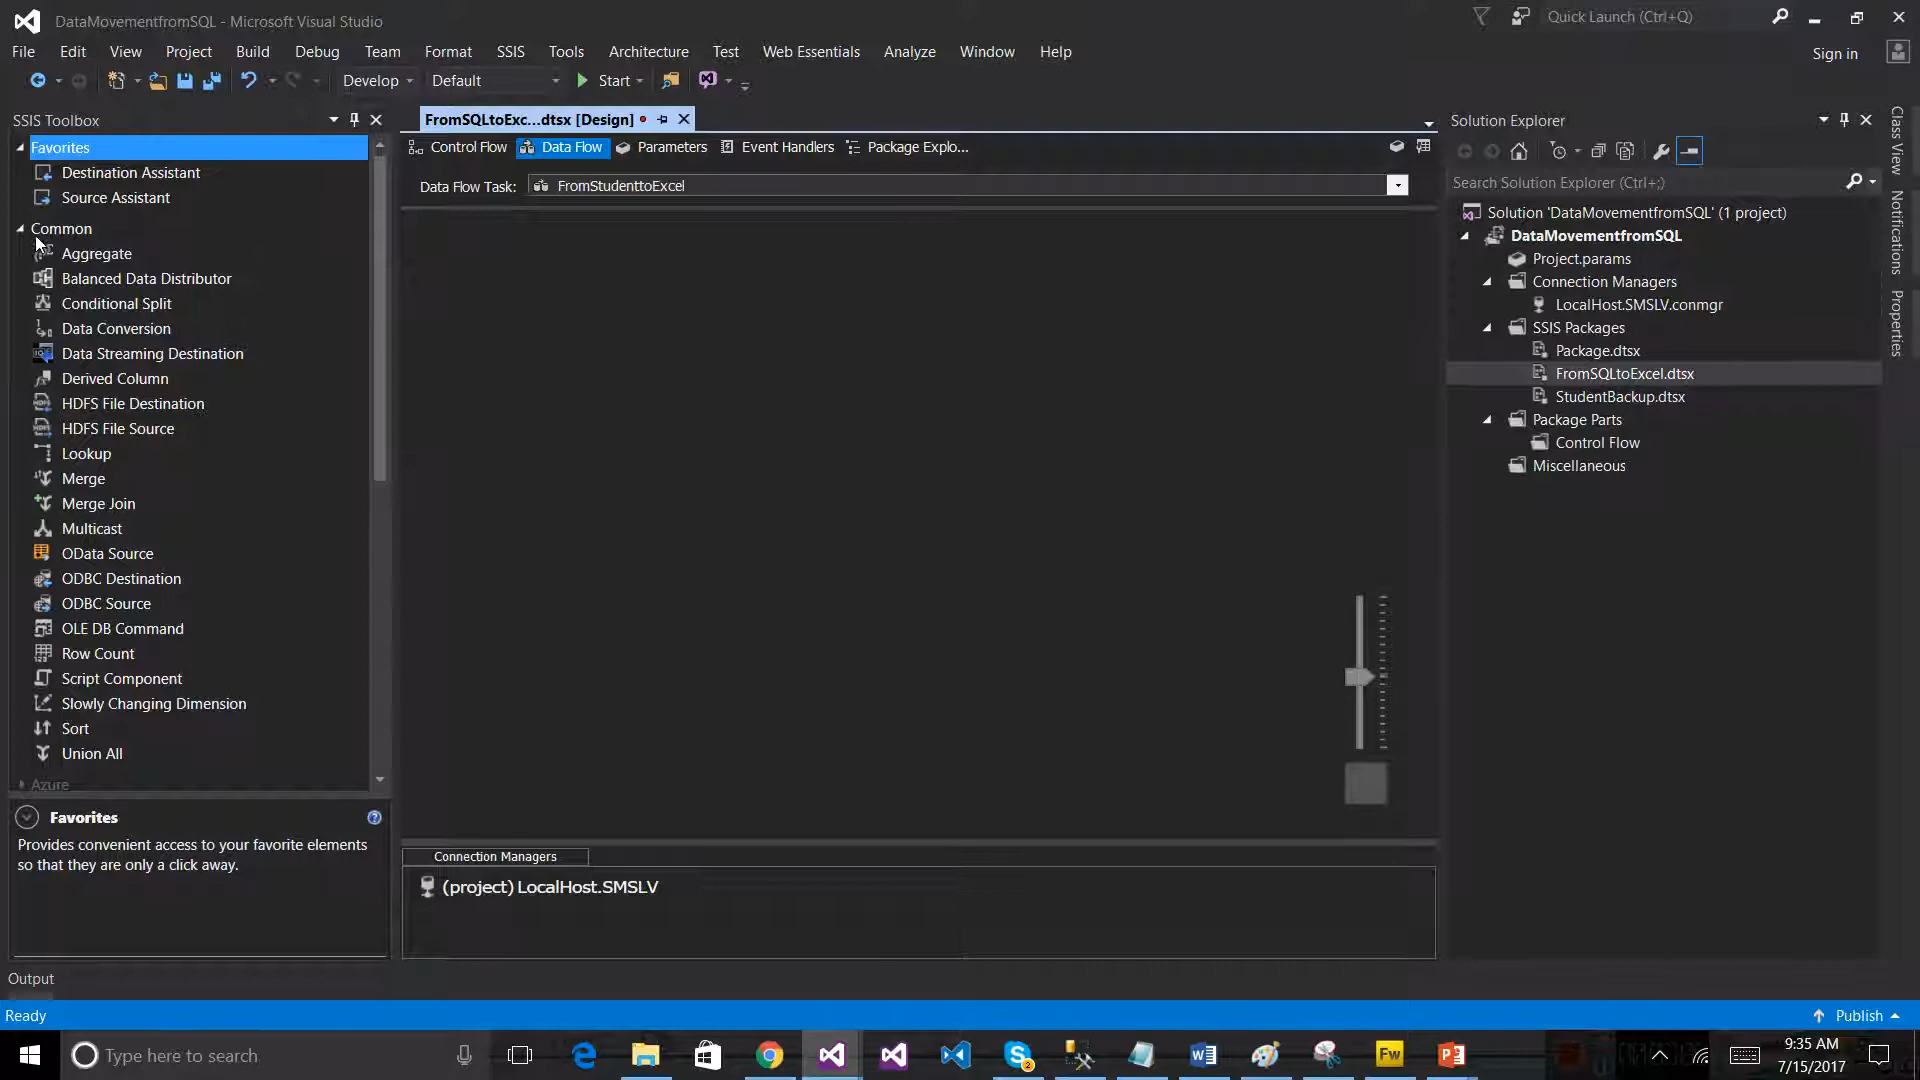 DataMovementfromSQL - Microsoft Visual Studio
Quick Launch (Ctrl+Q)
File Edit View Project Build Debug Team Format SSIS Tools Architecture Test Web Essentials Analyze Window Help
Sign in
Develop Default Start
SSIS Toolbox
Favorites
Destination Assistant
Source Assistant
Common
Aggregate
Balanced Data Distributor
Conditional Split
Data Conversion
Data Streaming Destination
Derived Column
HDFS File Destination
HDFS File Source
Lookup
Merge
Merge Join
Multicast
OData Source
ODBC Destination
ODBC Source
OLE DB Command
Row Count
Script Component
Slowly Changing Dimension
Sort
Union All
Azure
Favorites
Provides convenient access to your favorite elements
so that they are only a click away.
FromSQLtoExc...dtsx [Design]
Control Flow Data Flow Parameters Event Handlers Package Explo...
Data Flow Task: FromStudenttoExcel
Connection Managers
(project) LocalHost.SMSLV
Solution Explorer
Search Solution Explorer (Ctrl+;)
Solution 'DataMovementfromSQL' (1 project)
DataMovementfromSQL
Project.params
Connection Managers
LocalHost.SMSLV.conmgr
SSIS Packages
Package.dtsx
FromSQLtoExcel.dtsx
StudentBackup.dtsx
Package Parts
Control Flow
Miscellaneous
Class View
Notifications
Properties
Output
Ready
Publish
Type here to search
2
Fw
9:35 AM
7/15/2017